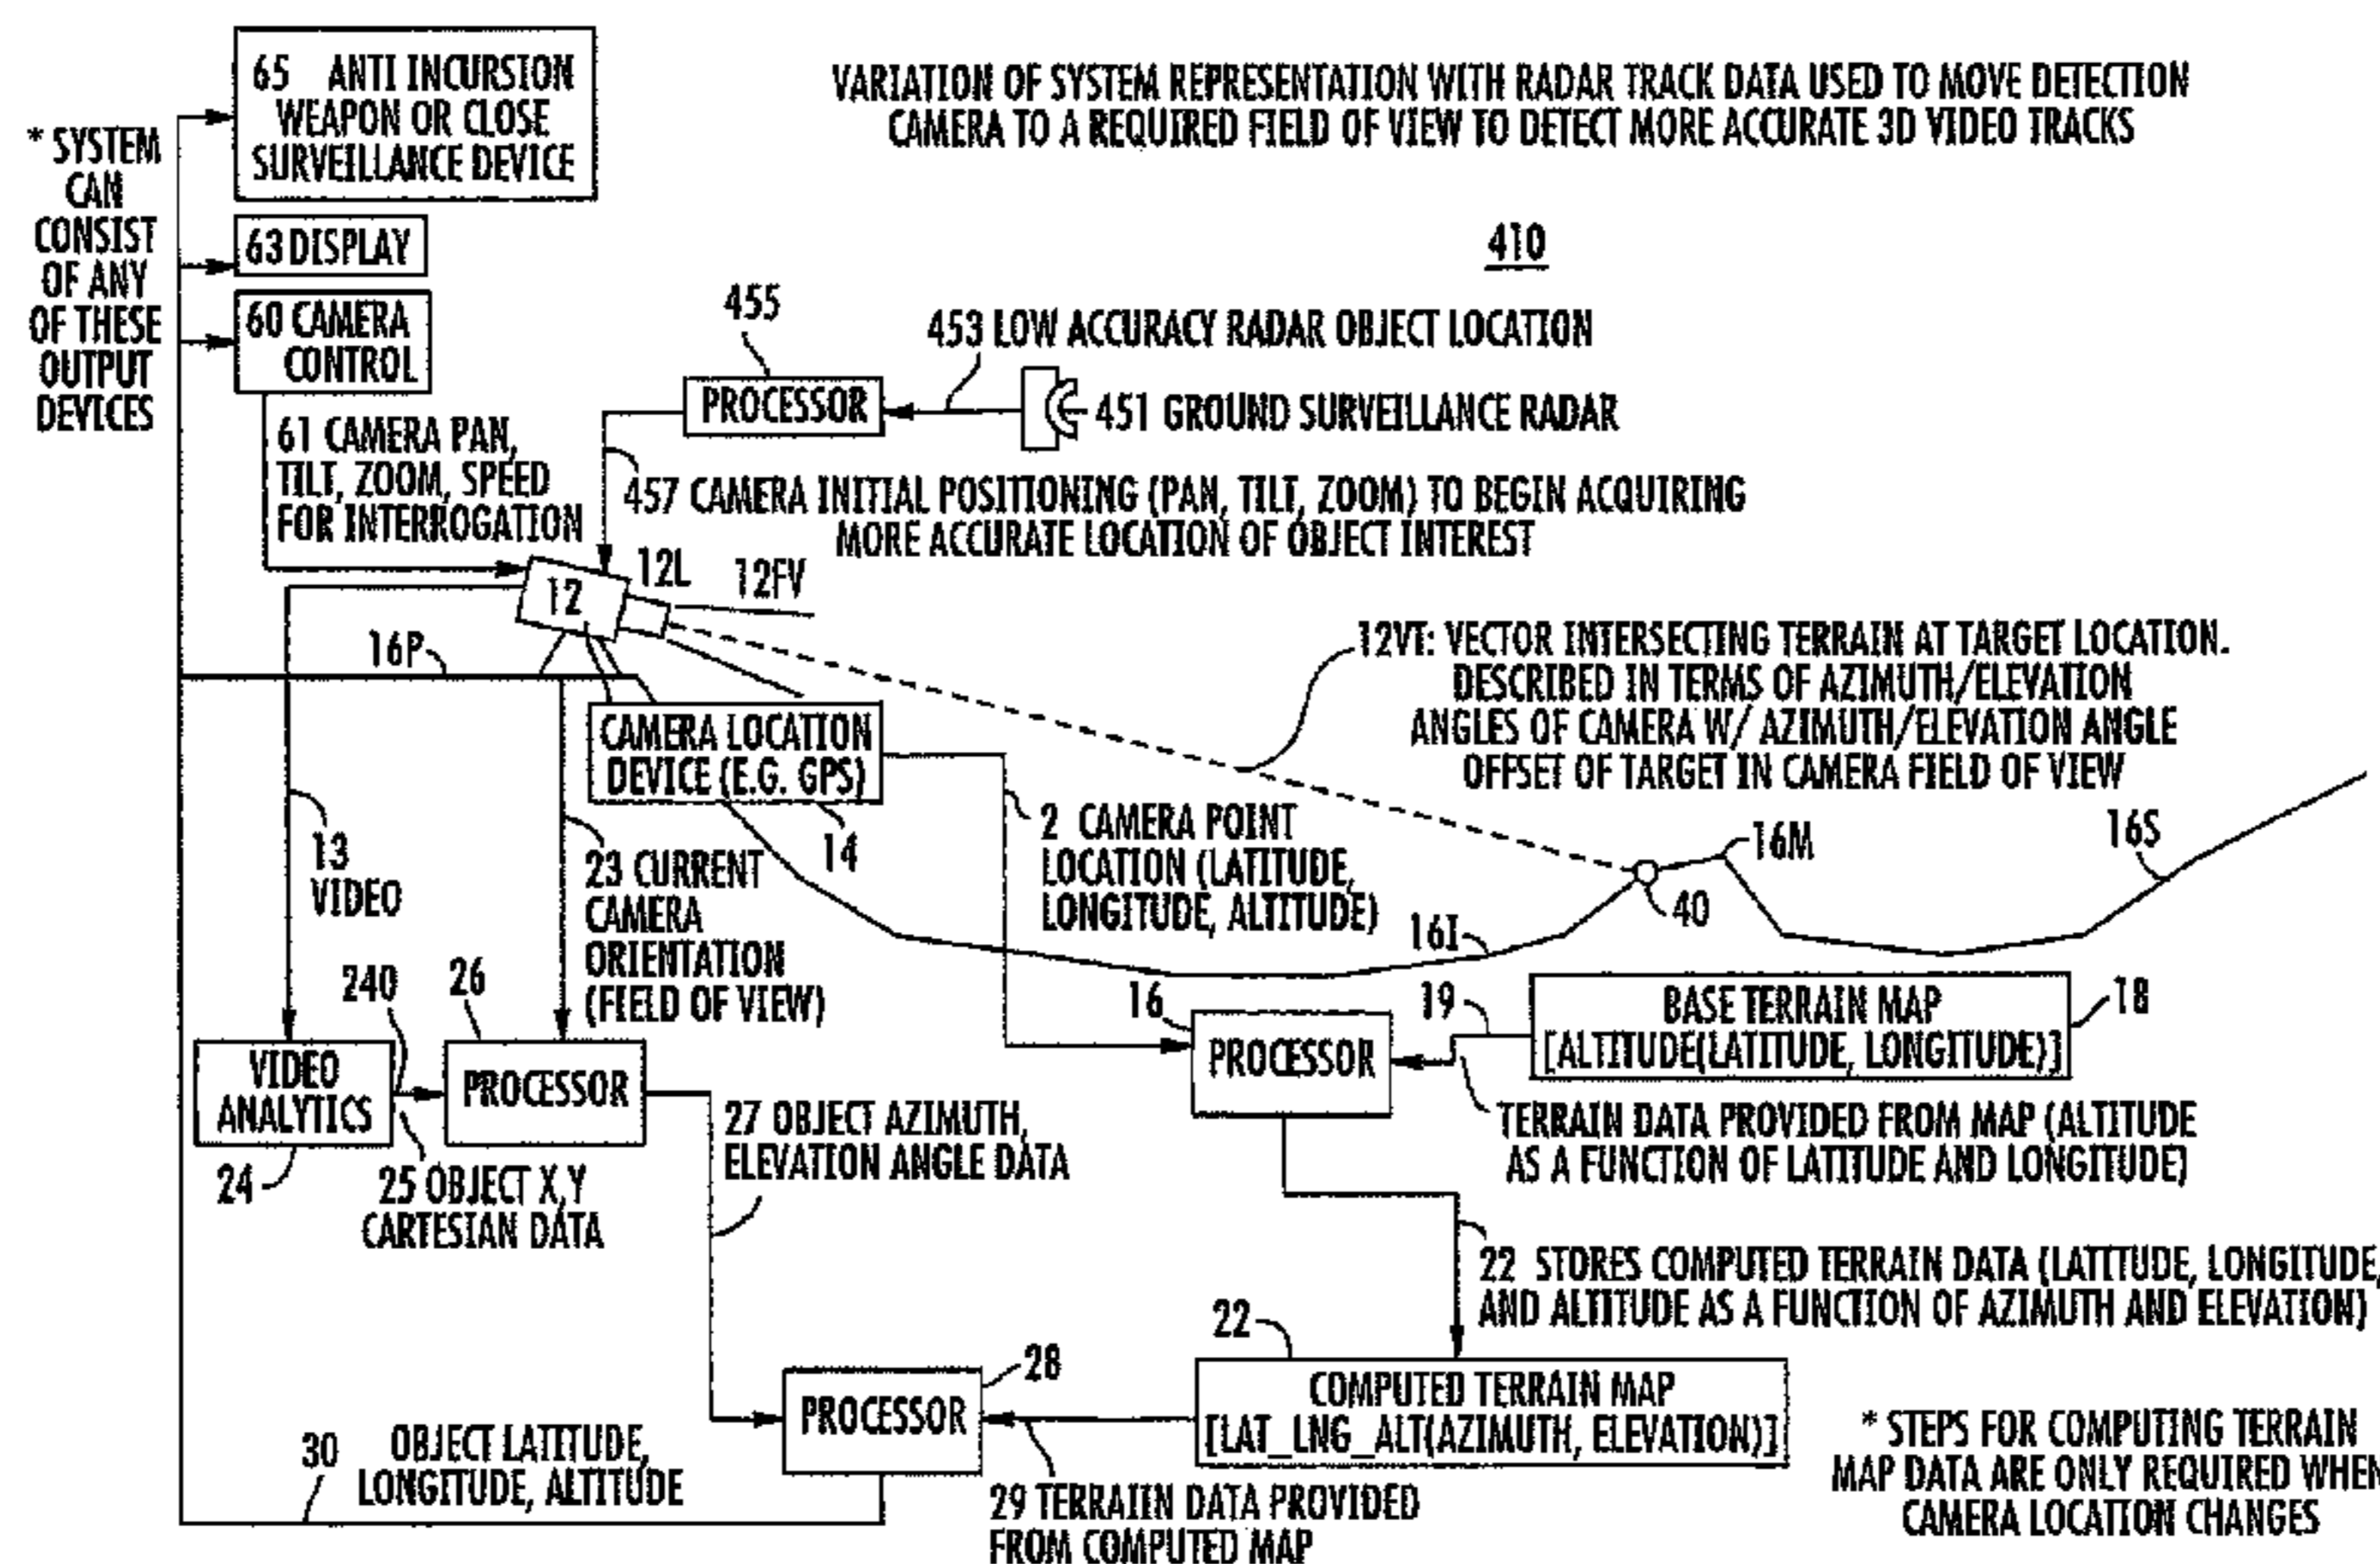 65 ANTI INCURSION
WEAPON OR CLOSE
SURVEILLANCE DEVICE
VARIATION OF SYSTEM REPRESENTATION WITH RADAR TRACK DATA USED TO MOVE DETECTION
CAMERA TO A REQUIRED FIELD OF VIEW TO DETECT MORE ACCURATE 3D VIDEO TRACKS
* SYSTEM
CAN
CONSIST
OF ANY
OF THESE
OUTPUT
DEVICES
63 DISPLAY
60 CAMERA
CONTROL
410
455
453 LOW ACCURACY RADAR OBJECT LOCATION
PROCESSOR
451 GROUND SURVEILLANCE RADAR
61 CAMERA PAN,
TILT, ZOOM, SPEED
FOR INTERROGATION
457 CAMERA INITIAL POSITIONING (PAN, TILT, ZOOM) TO BEGIN ACQUIRING
MORE ACCURATE LOCATION OF OBJECT INTEREST
12
12L
12FV
16P
12VT: VECTOR INTERSECTING TERRAIN AT TARGET LOCATION.
DESCRIBED IN TERMS OF AZIMUTH/ELEVATION
ANGLES OF CAMERA W/ AZIMUTH/ELEVATION ANGLE
OFFSET OF TARGET IN CAMERA FIELD OF VIEW
CAMERA LOCATION
DEVICE (E.G. GPS)
14
13
VIDEO
23 CURRENT
CAMERA
ORIENTATION
(FIELD OF VIEW)
2 CAMERA POINT
LOCATION (LATITUDE,
LONGITUDE, ALTITUDE)
16M
16S
40
16I
240
26
16
19
BASE TERRAIN MAP
[ALTITUDE(LATITUDE, LONGITUDE)]
18
VIDEO
ANALYTICS
PROCESSOR
PROCESSOR
24
25 OBJECT X,Y
CARTESIAN DATA
27 OBJECT AZIMUTH,
ELEVATION ANGLE DATA
TERRAIN DATA PROVIDED FROM MAP (ALTITUDE
AS A FUNCTION OF LATITUDE AND LONGITUDE)
22 STORES COMPUTED TERRAIN DATA (LATITUDE, LONGITUDE,
AND ALTITUDE AS A FUNCTION OF AZIMUTH AND ELEVATION)
22
28
PROCESSOR
COMPUTED TERRAIN MAP
[LAT_LNG_ALT(AZIMUTH, ELEVATION)]
30 OBJECT LATITUDE,
LONGITUDE, ALTITUDE
29 TERRAIIN DATA PROVIDED
FROM COMPUTED MAP
* STEPS FOR COMPUTING TERRAIN
MAP DATA ARE ONLY REQUIRED WHEN
CAMERA LOCATION CHANGES